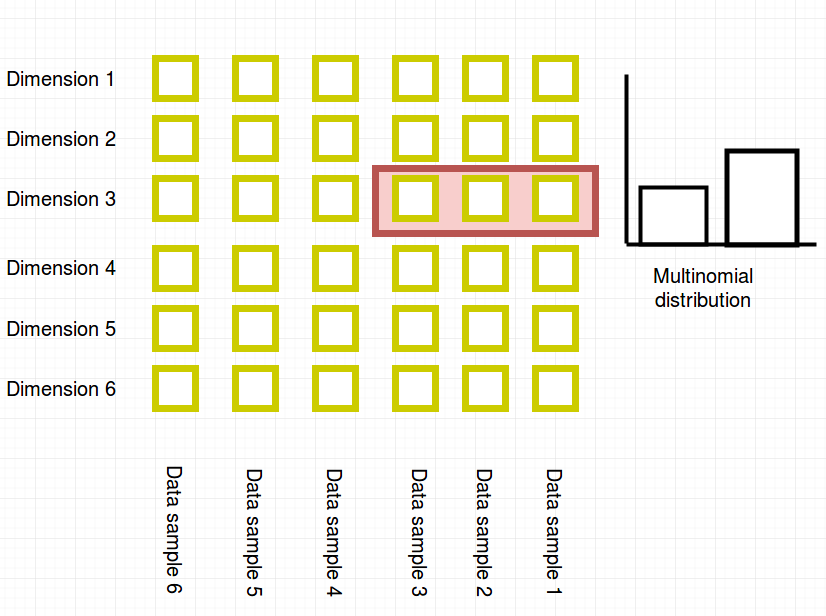 Dimension 1
Dimension 2
Dimension 3
Dimension 4
Dimension 5
Dimension 6
Multinomial
distribution
Data sample 6
Data sample 5
Data sample 4
Data sample 3
Data sample 2
Data sample 1